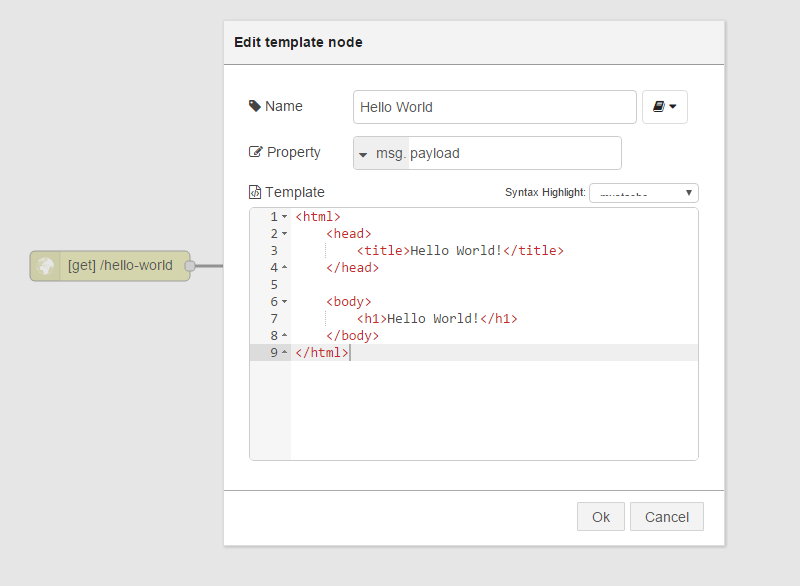 Edit template node
Name
Hello World
Property
msg. payload
Template
Syntax Highlight:
1 <html>
2 <head>
3 <title>Hello World!</title>
4 </head>
5
6 <body>
7 <h1>Hello World!</h1>
8 </body>
9 </html>
[get] /hello-world
Ok
Cancel